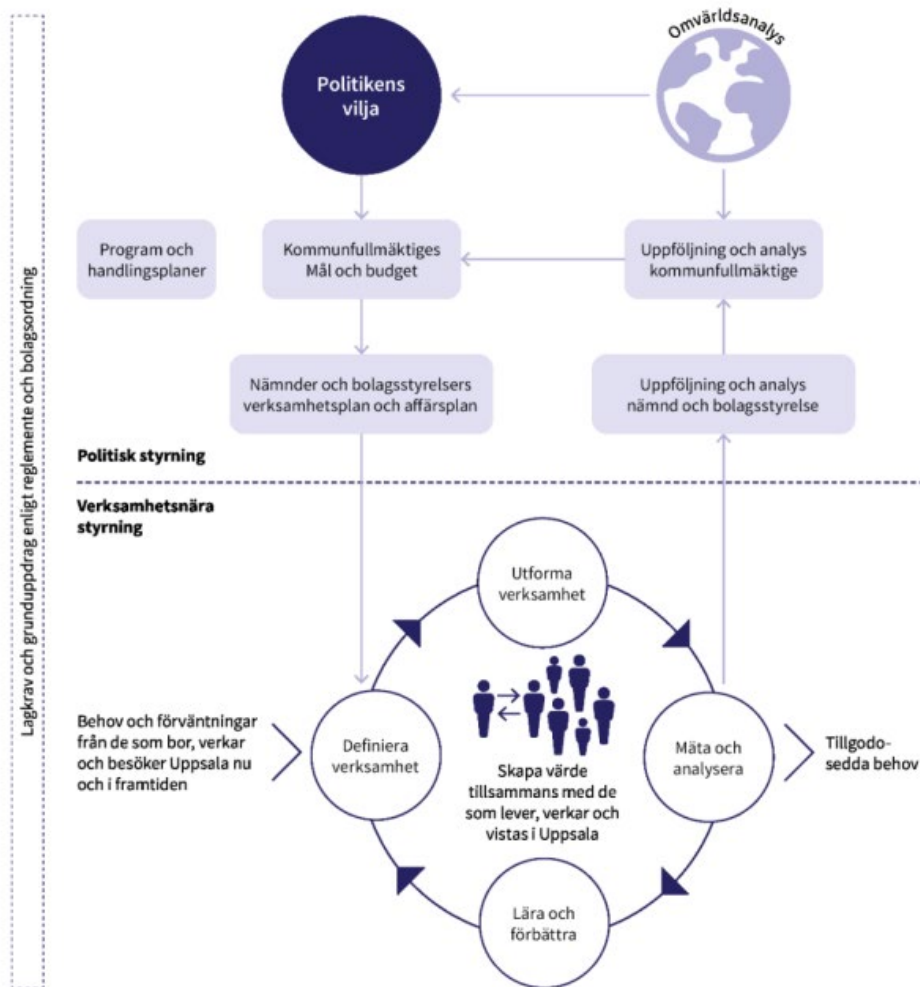 Lagkrav och grunduppdrag enligt reglemente och bolagsordning
Omvärldsanalys
Politikens
vilja
Program och
handlingsplaner
Kommunfullmäktiges
Mål och budget
Uppföljning och analys
kommunfullmäktige
Nämnder och bolagsstyrelsers
verksamhetsplan och affärsplan
Uppföljning och analys
nämnd och bolagsstyrelse
Politisk styrning
Verksamhetsnära
styrning
Utforma
verksamhet
Behov och förväntningar
från de som bor, verkar
och besöker Uppsala nu
och i framtiden
Definiera
verksamhet
Skapa värde
tillsammans med de
som lever, verkar och
vistas i Uppsala
Mäta och
analysera
Tillgodo-
sedda behov
Lära och
förbättra